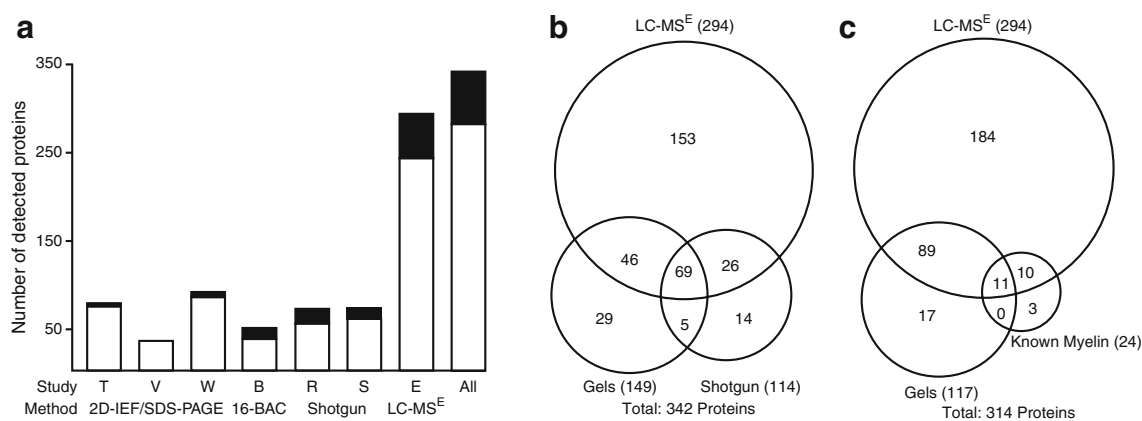 a
Number of detected proteins
350
250
150
50
Study T V W B R S E All
Method 2D-IEF/SDS-PAGE 16-BAC Shotgun LC-MS^E
b
LC-MS^E (294)
153
46 69 26
29 5 14
Gels (149) Shotgun (114)
Total: 342 Proteins
c
LC-MS^E (294)
184
89
11 10
17 0 3
Known Myelin (24)
Gels (117)
Total: 314 Proteins